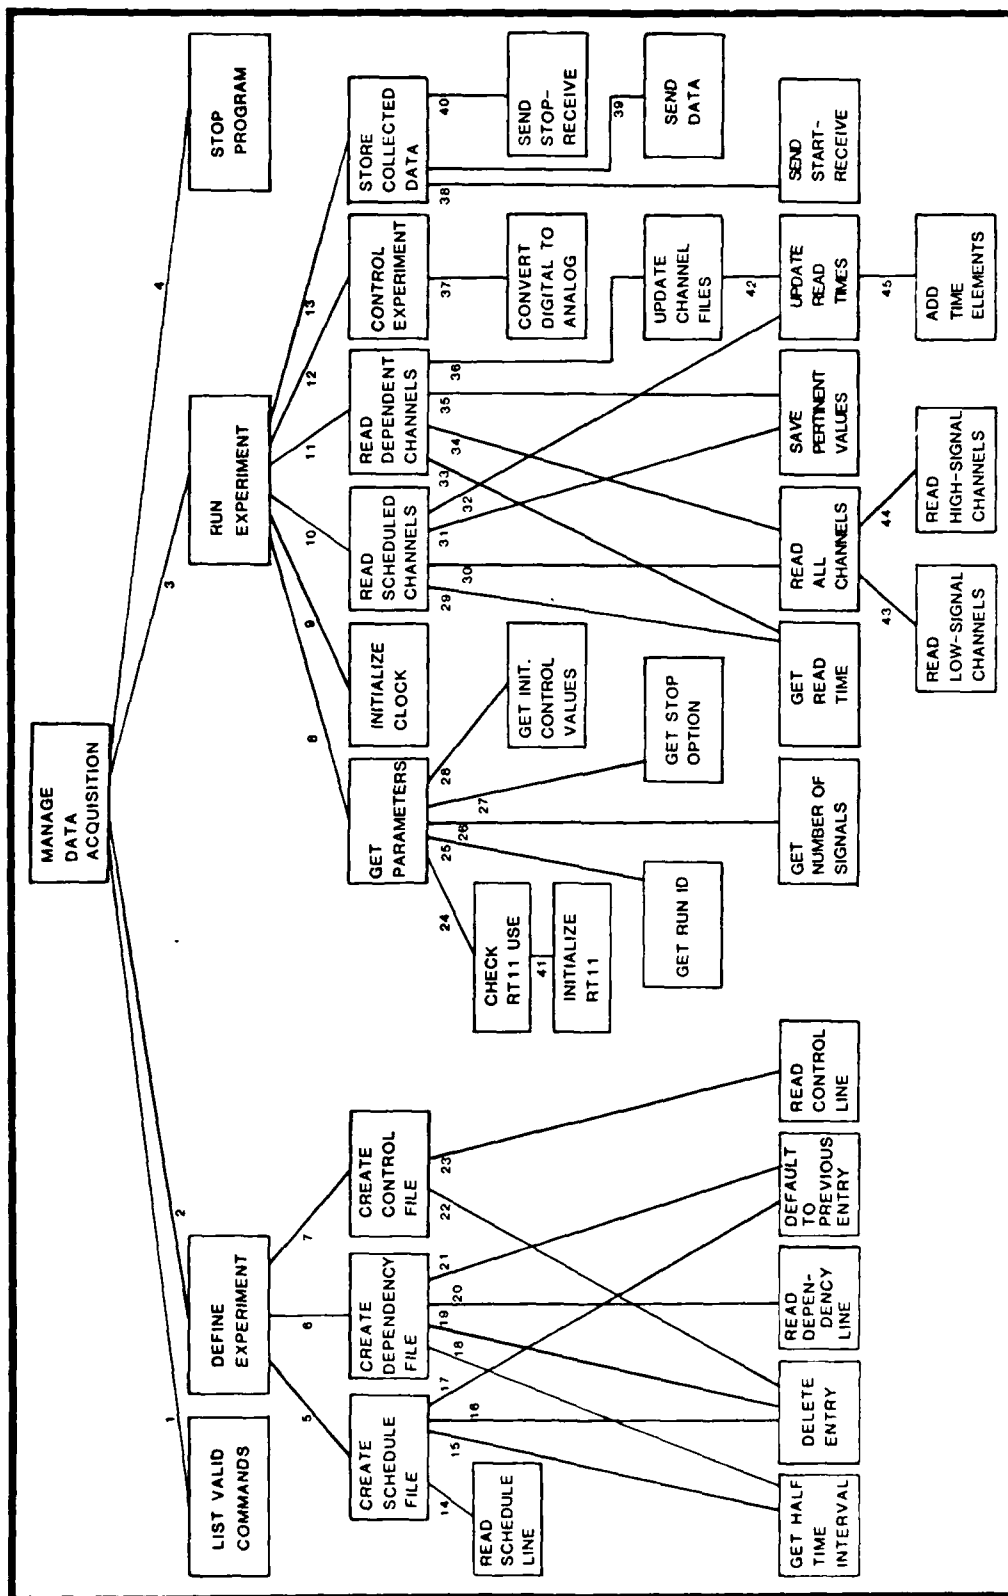 MANAGE
DATA
ACQUISITION
1
2
3
4
LIST VALID
COMMANDS
DEFINE
EXPERIMENT
RUN
EXPERIMENT
STOP
PROGRAM
5
6
7
8
9
10
11
12
13
CREATE
SCHEDULE
FILE
CREATE
DEPENDENCY
FILE
CREATE
CONTROL
FILE
GET
PARAMETERS
INITIALIZE
CLOCK
READ
SCHEDULED
CHANNELS
READ
DEPENDENT
CHANNELS
CONTROL
EXPERIMENT
STORE
COLLECTED
DATA
14
15
16
17
18
19
20
21
22
23
24
25
26
27
28
29
30
31
32
33
34
35
36
37
38
39
40
READ
SCHEDULE
LINE
CHECK
RT11 USE
41
INITIALIZE
RT11
GET INIT.
CONTROL
VALUES
CONVERT
DIGITAL TO
ANALOG
SEND
STOP-
RECEIVE
GET RUN ID
GET STOP
OPTION
UPDATE
CHANNEL
FILES
SEND
DATA
42
GET HALF
TIME
INTERVAL
DELETE
ENTRY
READ
DEPEN-
DENCY
LINE
DEFAULT
TO
PREVIOUS
ENTRY
READ
CONTROL
LINE
GET
NUMBER OF
SIGNALS
GET
READ
TIME
READ
ALL
CHANNELS
SAVE
PERTINENT
VALUES
UPDATE
READ
TIMES
SEND
START-
RECEIVE
43
44
45
READ
LOW-SIGNAL
CHANNELS
READ
HIGH-SIGNAL
CHANNELS
ADD
TIME
ELEMENTS